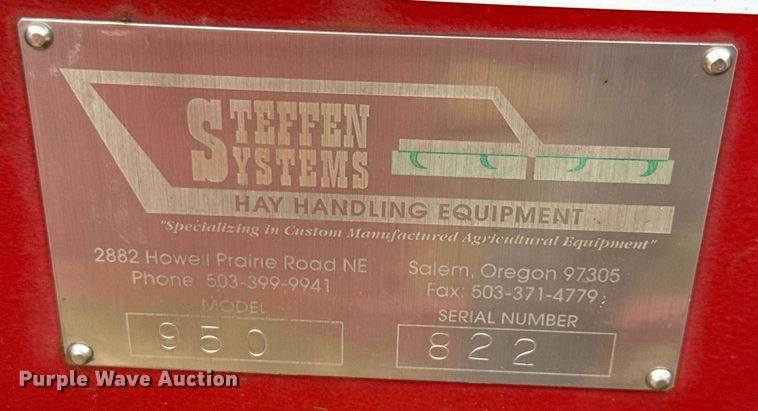 STEFFEN
SYSTEMS
HAY HANDLING EQUIPMENT
"Specializing in Custom Manufactured Agricultural Equipment"
2882 Howell Prairie Road NE Salem, Oregon 97305
Phone 503-399-9941 Fax: 503-371-4779
MODEL SERIAL NUMBER
950 822
Purple Wave Auction